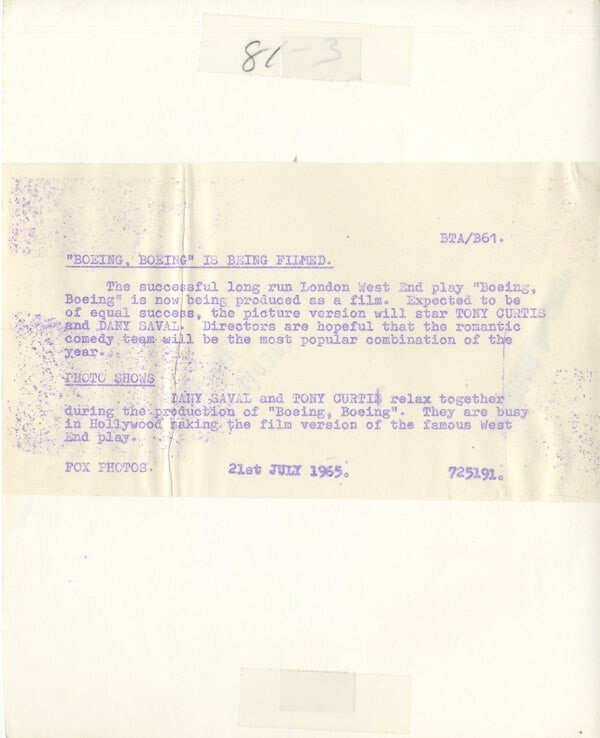 81-3
BTA/B61.
"BOEING, BOEING" IS BEING FILMED.
The successful long run London West End play "Boeing,
Boeing" is now being produced as a film. Expected to be
of equal success, the picture version will star TONY CURTIS
and DANY SAVAL. Directors are hopeful that the romantic
comedy team will be the most popular combination of the
year.
PHOTO SHOWS
DANY SAVAL and TONY CURTIS relax together
during the production of "Boeing, Boeing". They are busy
in Hollywood making the film version of the famous West
End play.
FOX PHOTOS. 21st JULY 1965. 725191.